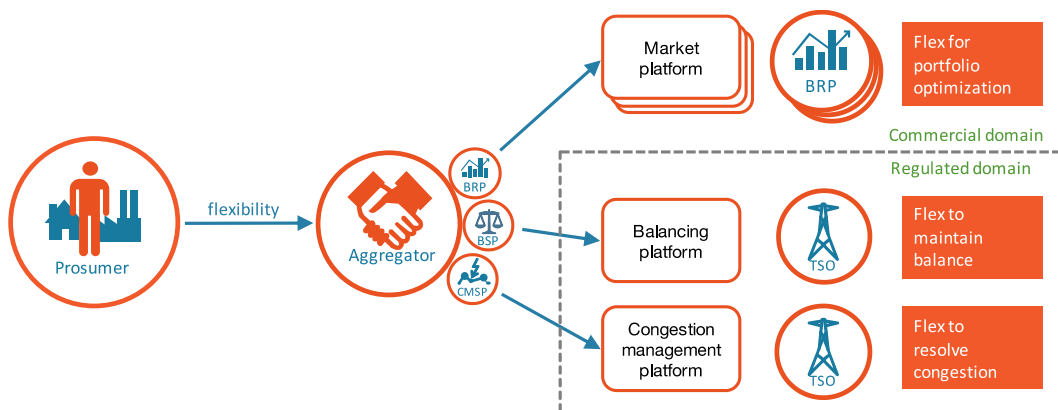 Prosumer
flexibility
Aggregator
BRP
BSP
CMSP
Market
platform
BRP
Flex for
portfolio
optimization
Commercial domain
Regulated domain
Balancing
platform
TSO
Flex to
maintain
balance
Congestion
management
platform
TSO
Flex to
resolve
congestion